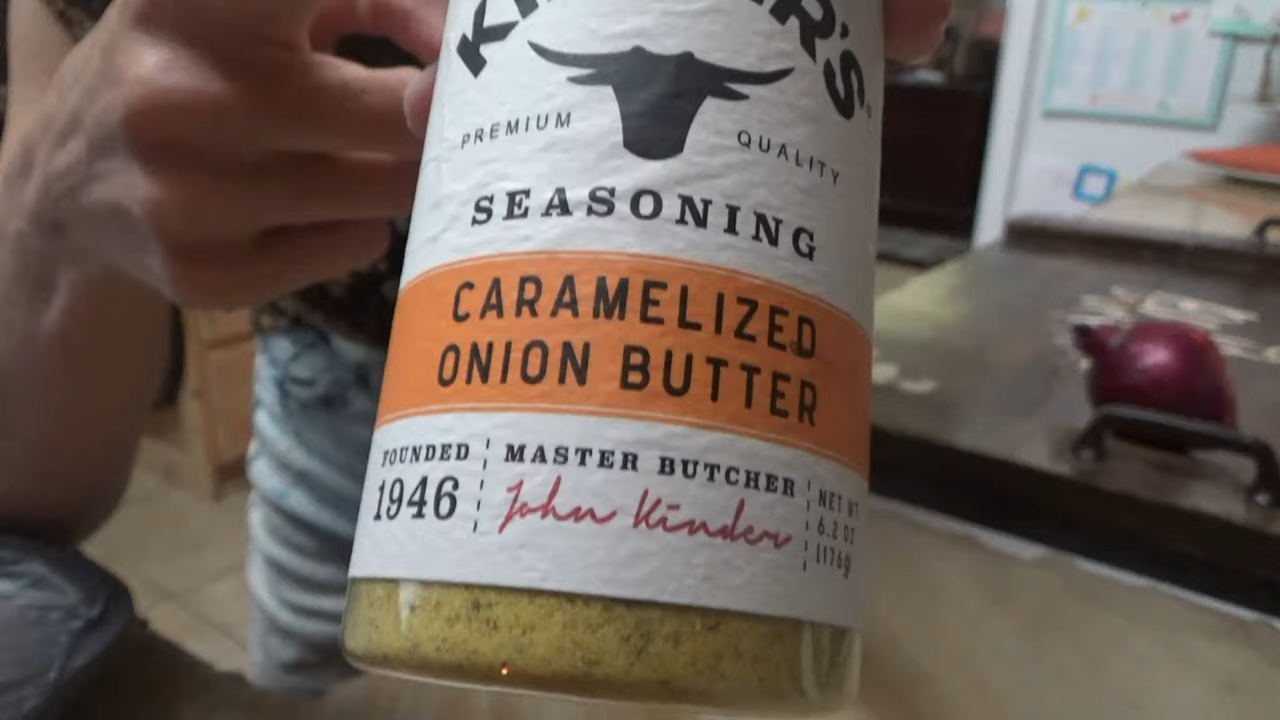 PREMIUM QUALITY
SEASONING
CARAMELIZED
ONION BUTTER
FOUNDED
1946
MASTER BUTCHER
John Kinder
NET WT
6.2 OZ
(176g